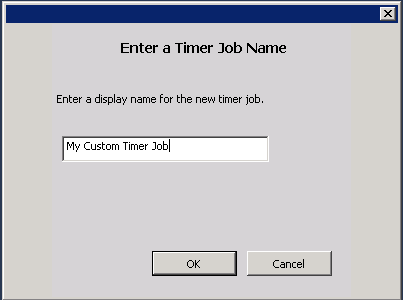 Enter a Timer Job Name
Enter a display name for the new timer job.
My Custom Timer Job
OK
Cancel